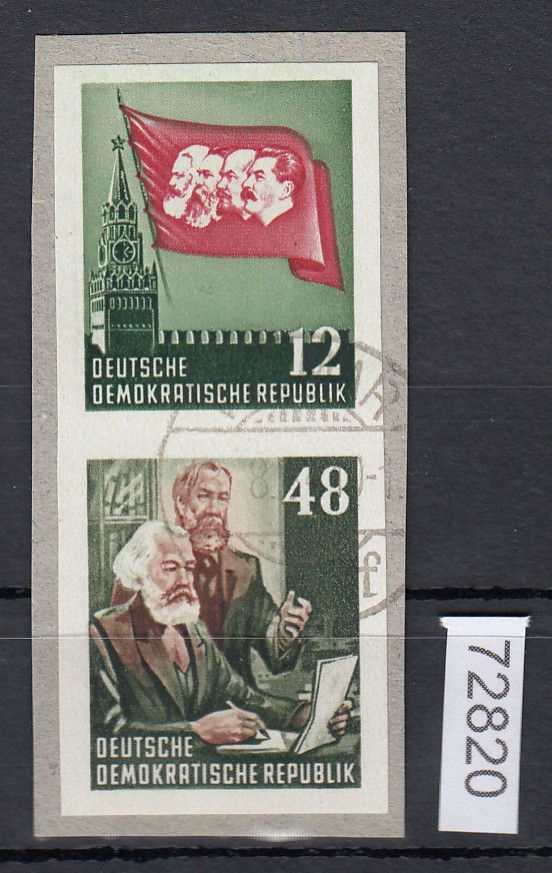 12
DEUTSCHE
DEMOKRATISCHE REPUBLIK
48
DEUTSCHE
DEMOKRATISCHE REPUBLIK
72820